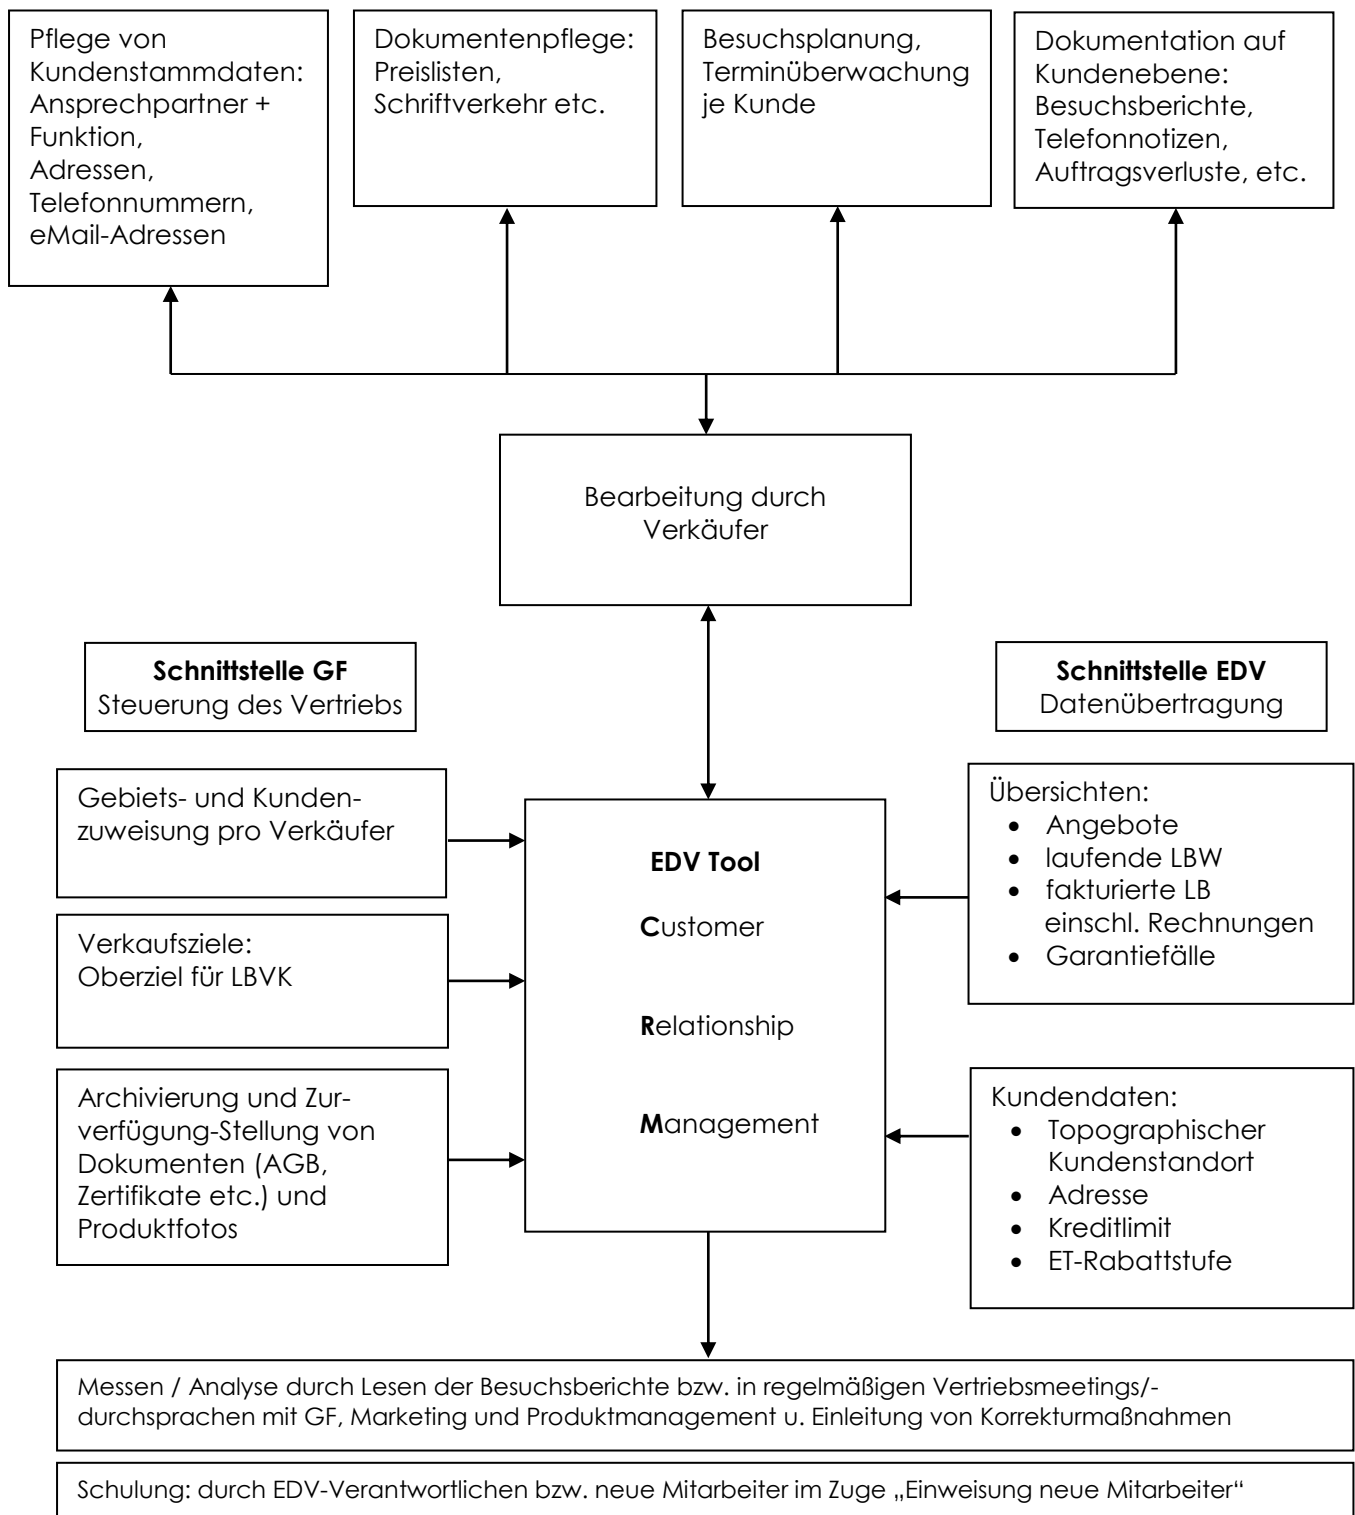 Pflege von
Kundenstammdaten:
Ansprechpartner +
Funktion,
Adressen,
Telefonnummern,
eMail-Adressen
Dokumentenpflege:
Preislisten,
Schriftverkehr etc.
Besuchsplanung,
Terminüberwachung
je Kunde
Dokumentation auf
Kundenebene:
Besuchsberichte,
Telefonnotizen,
Auftragsverluste, etc.
Bearbeitung durch
Verkäufer
Schnittstelle GF
Steuerung des Vertriebs
Schnittstelle EDV
Datenübertragung
Gebiets- und Kunden-
zuweisung pro Verkäufer
Verkaufsziele:
Oberziel für LBVK
Archivierung und Zur-
verfügung-Stellung von
Dokumenten (AGB,
Zertifikate etc.) und
Produktfotos
EDV Tool
Customer
Relationship
Management
Übersichten:
• Angebote
• laufende LBW
• fakturierte LB
einschl. Rechnungen
• Garantiefälle
Kundendaten:
• Topographischer
Kundenstandort
• Adresse
• Kreditlimit
• ET-Rabattstufe
Messen / Analyse durch Lesen der Besuchsberichte bzw. in regelmäßigen Vertriebsmeetings/-
durchsprachen mit GF, Marketing und Produktmanagement u. Einleitung von Korrekturmaßnahmen
Schulung: durch EDV-Verantwortlichen bzw. neue Mitarbeiter im Zuge „Einweisung neue Mitarbeiter“